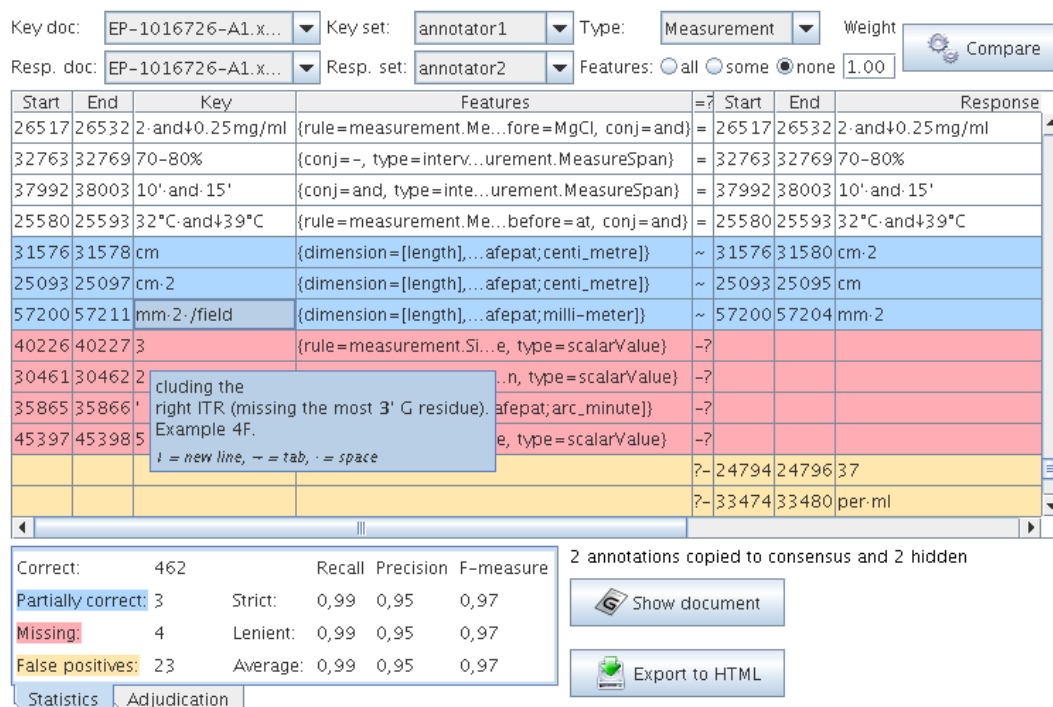 Key doc: EP-1016726-A1.x... Key set: annotator1 Type: Measurement Weight Compare
Resp. doc: EP-1016726-A1.x... Resp. set: annotator2 Features: all some none 1.00
Start End Key Features =? Start End Response
26517 26532 2·and↓0.25mg/ml {rule=measurement.Me...fore=MgCl, conj=and} = 26517 26532 2·and↓0.25mg/ml
32763 32769 70-80% {conj=-, type=interv...urement.MeasureSpan} = 32763 32769 70-80%
37992 38003 10'·and·15' {conj=and, type=inte...urement.MeasureSpan} = 37992 38003 10'·and·15'
25580 25593 32°C·and↓39°C {rule=measurement.Me...before=at, conj=and} = 25580 25593 32°C·and↓39°C
31576 31578 cm {dimension=[length],...afepat;centi_metre]} ~ 31576 31580 cm·2
25093 25097 cm·2 {dimension=[length],...afepat;centi_metre]} ~ 25093 25095 cm
57200 57211 mm·2·/field {dimension=[length],...afepat;milli-meter]} ~ 57200 57204 mm·2
40226 40227 3 {rule=measurement.Si...e, type=scalarValue} -?
30461 30462 2 ...n, type=scalarValue} -?
35865 35866 ' afepat;arc_minute]} -?
45397 45398 5 e, type=scalarValue} -?
cluding the
right ITR (missing the most 3' G residue).
Example 4F.
↓ = new line, → = tab, · = space
?- 24794 24796 37
?- 33474 33480 per·ml
Correct: 462 Recall Precision F-measure
Partially correct: 3 Strict: 0,99 0,95 0,97
Missing: 4 Lenient: 0,99 0,95 0,97
False positives: 23 Average: 0,99 0,95 0,97
Statistics Adjudication
2 annotations copied to consensus and 2 hidden
Show document
Export to HTML